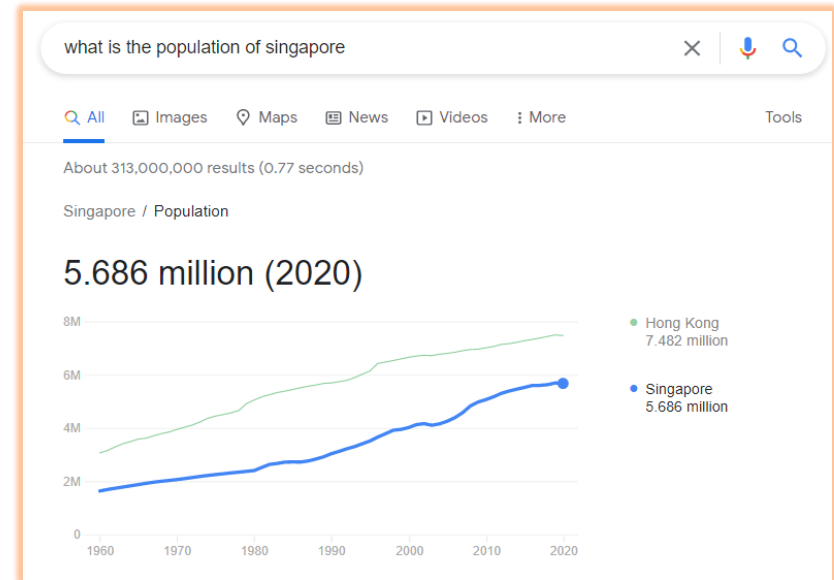 what is the population of singapore
All Images Maps News Videos More Tools
About 313,000,000 results (0.77 seconds)
Singapore / Population
5.686 million (2020)
8M
6M
4M
2M
0
1960 1970 1980 1990 2000 2010 2020
Hong Kong
7.482 million
Singapore
5.686 million